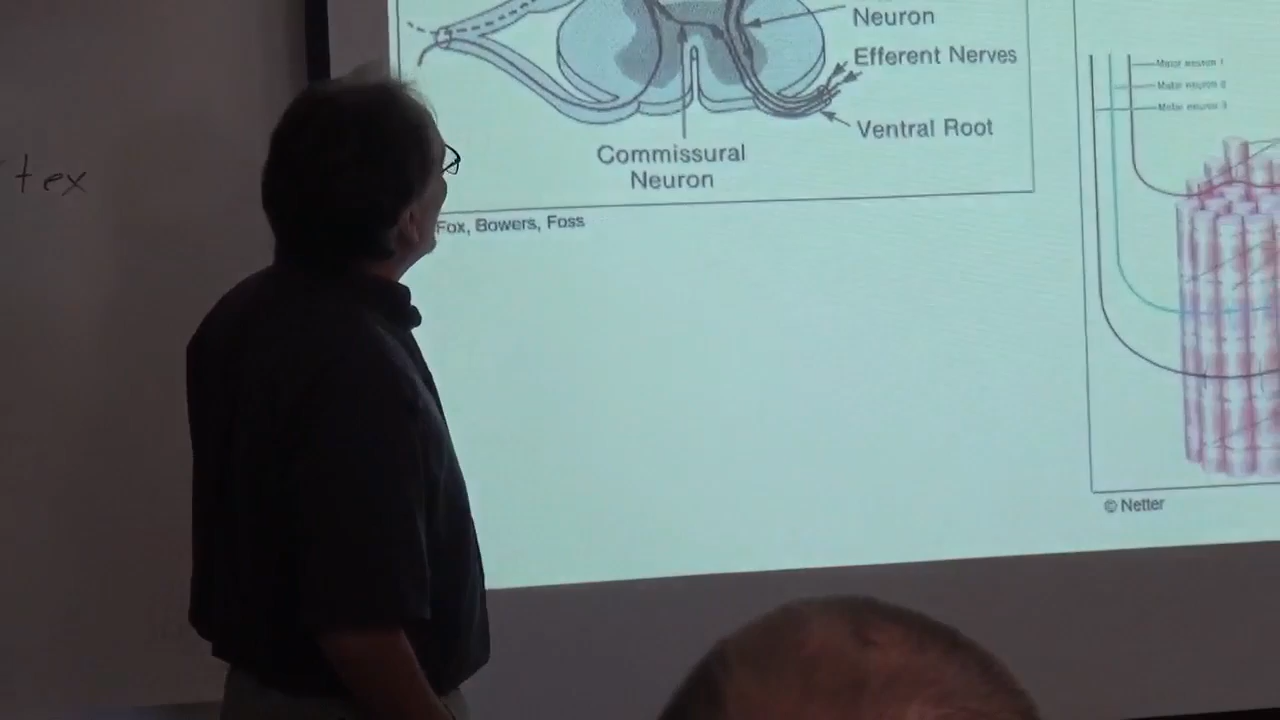 Neuron
Efferent Nerves
Ventral Root
Commissural
Neuron
Fox, Bowers, Foss
Motor neuron 1
Motor neuron 2
Motor neuron 3
© Netter
tex